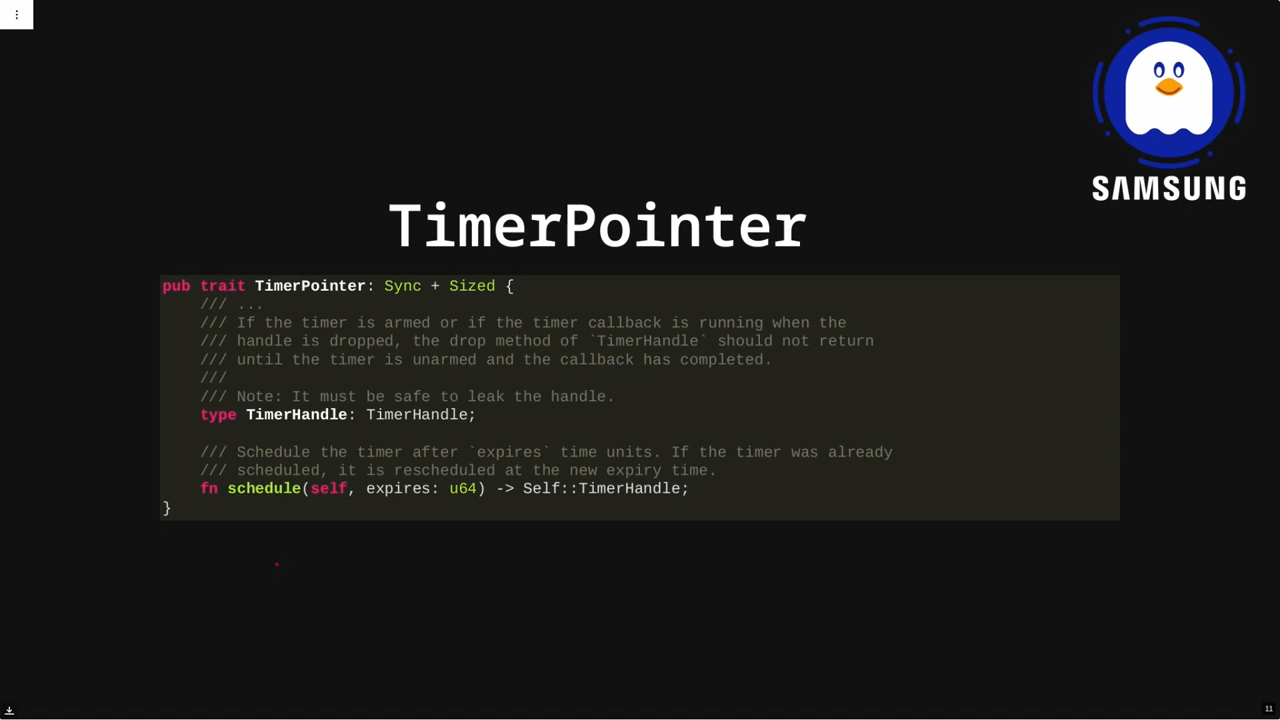 SAMSUNG
TimerPointer
pub trait TimerPointer: Sync + Sized {
    /// ...
    /// If the timer is armed or if the timer callback is running when the
    /// handle is dropped, the drop method of `TimerHandle` should not return
    /// until the timer is unarmed and the callback has completed.
    ///
    /// Note: It must be safe to leak the handle.
    type TimerHandle: TimerHandle;
    /// Schedule the timer after `expires` time units. If the timer was already
    /// scheduled, it is rescheduled at the new expiry time.
    fn schedule(self, expires: u64) -> Self::TimerHandle;
}
11